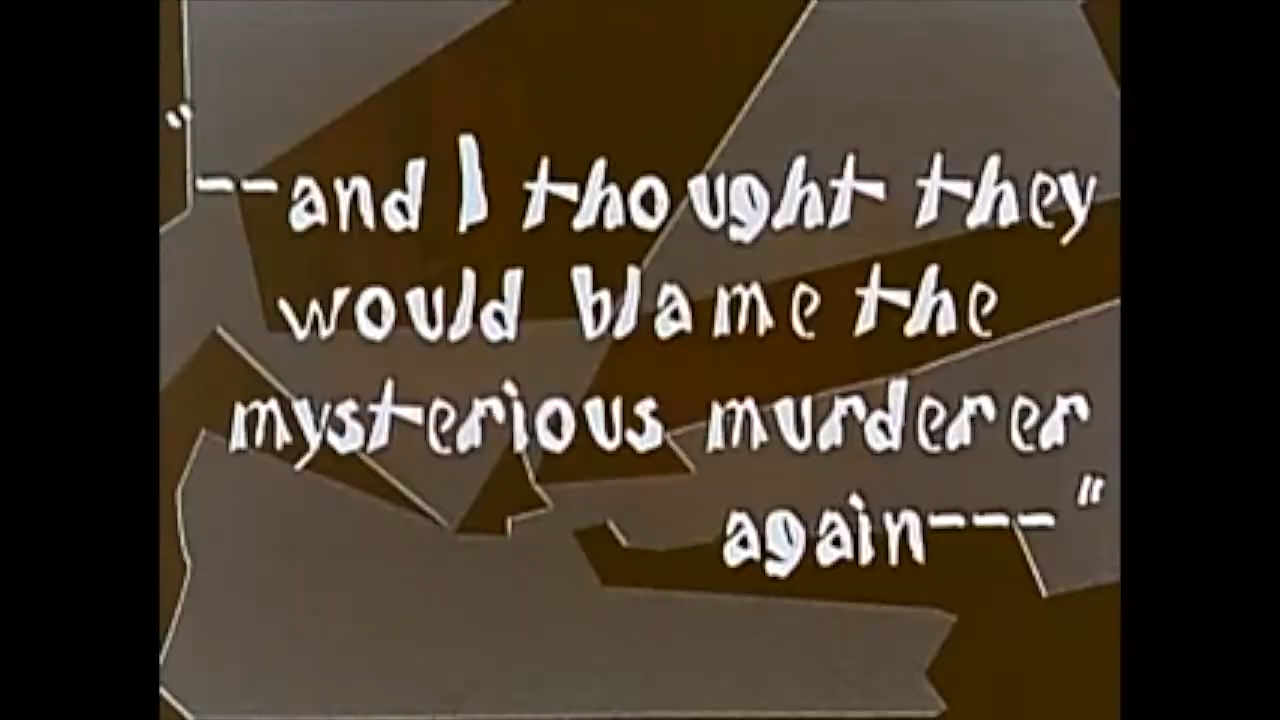 "--and I thought they
would blame the
mysterious murderer
again---"